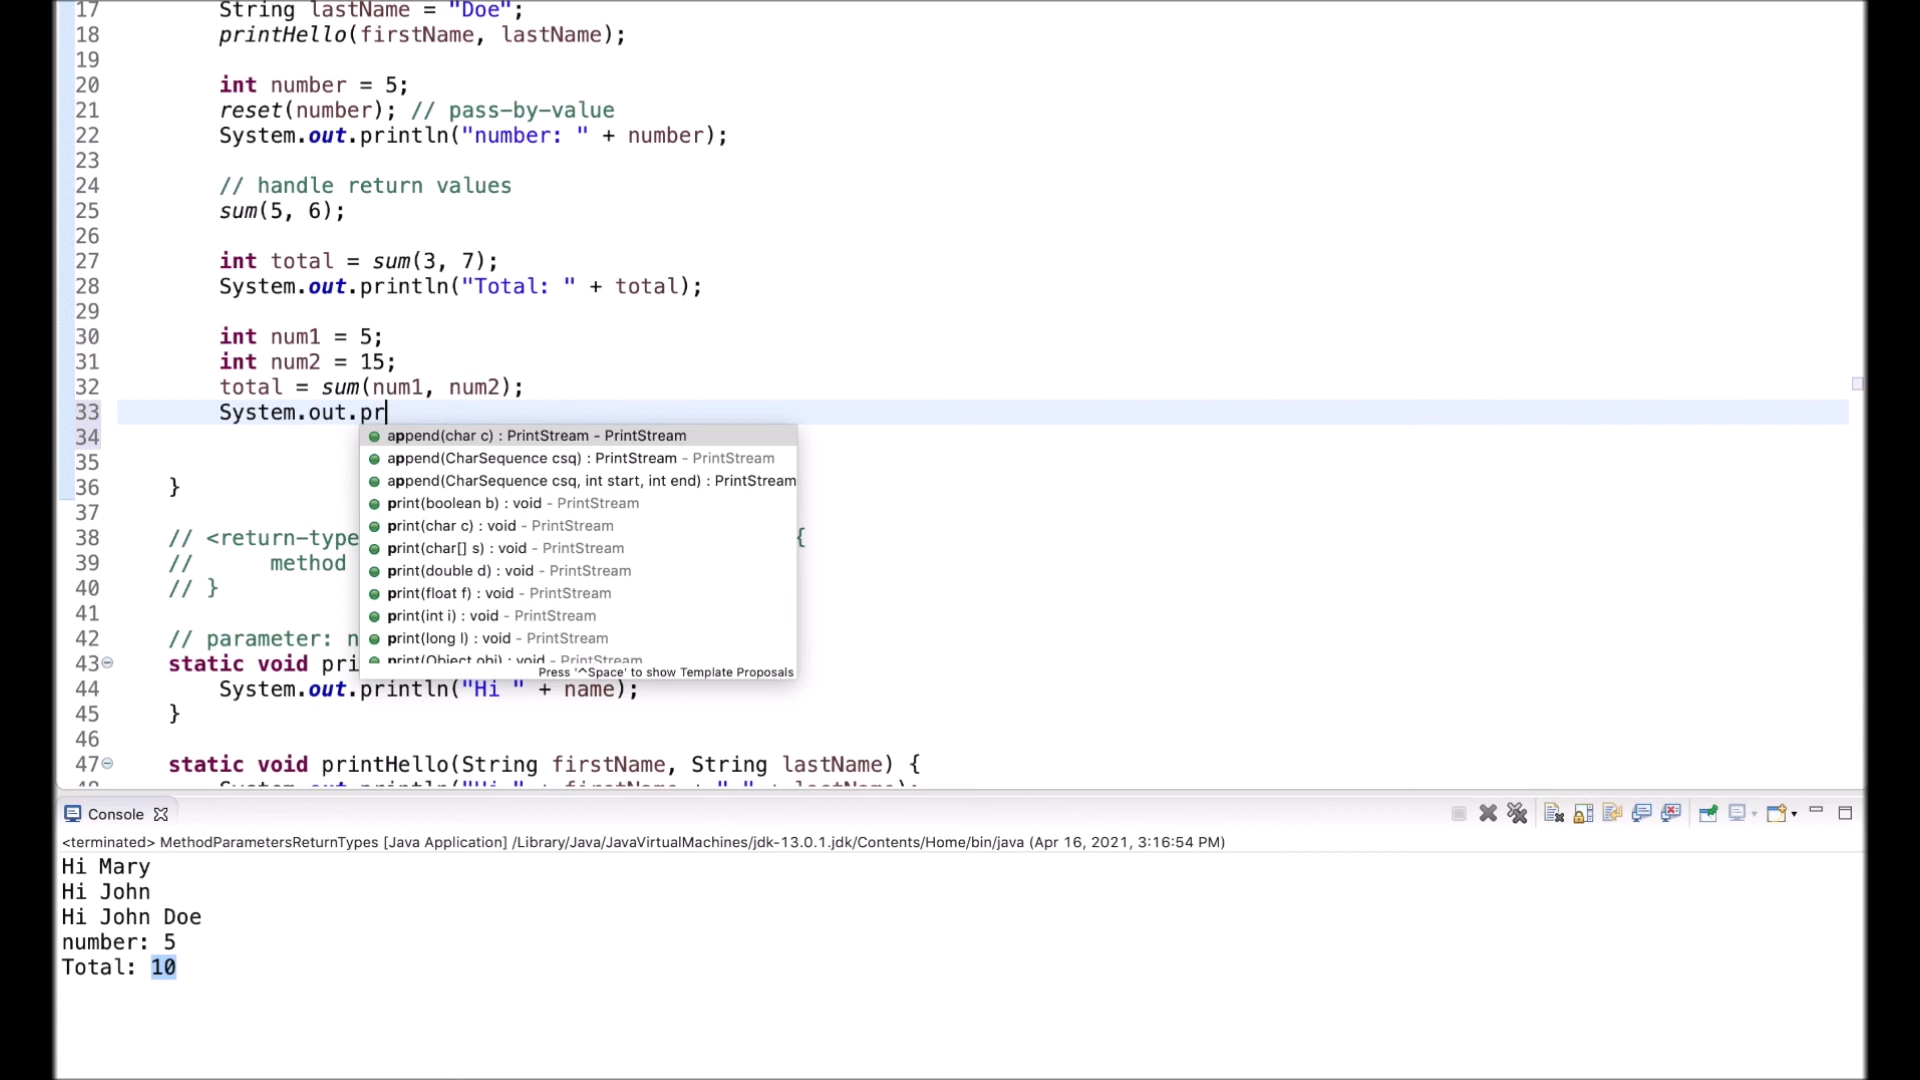 17 String lastName = "Doe";
18 printHello(firstName, lastName);
19
20 int number = 5;
21 reset(number); // pass-by-value
22 System.out.println("number: " + number);
23
24 // handle return values
25 sum(5, 6);
26
27 int total = sum(3, 7);
28 System.out.println("Total: " + total);
29
30 int num1 = 5;
31 int num2 = 15;
32 total = sum(num1, num2);
33 System.out.pr
34
append(char c) : PrintStream - PrintStream
append(CharSequence csq) : PrintStream - PrintStream
append(CharSequence csq, int start, int end) : PrintStream
print(boolean b) : void - PrintStream
print(char c) : void - PrintStream
print(char[] s) : void - PrintStream
print(double d) : void - PrintStream
print(float f) : void - PrintStream
print(int i) : void - PrintStream
print(long l) : void - PrintStream
print(Object obj) : void - PrintStream
Press '^Space' to show Template Proposals
35
36 }
37
38 // <return-type {
39 // method
40 // }
41
42 // parameter: n
43 static void pri
44 System.out.println("Hi " + name);
45 }
46
47 static void printHello(String firstName, String lastName) {
Console
<terminated> MethodParametersReturnTypes [Java Application] /Library/Java/JavaVirtualMachines/jdk-13.0.1.jdk/Contents/Home/bin/java (Apr 16, 2021, 3:16:54 PM)
Hi Mary
Hi John
Hi John Doe
number: 5
Total: 10